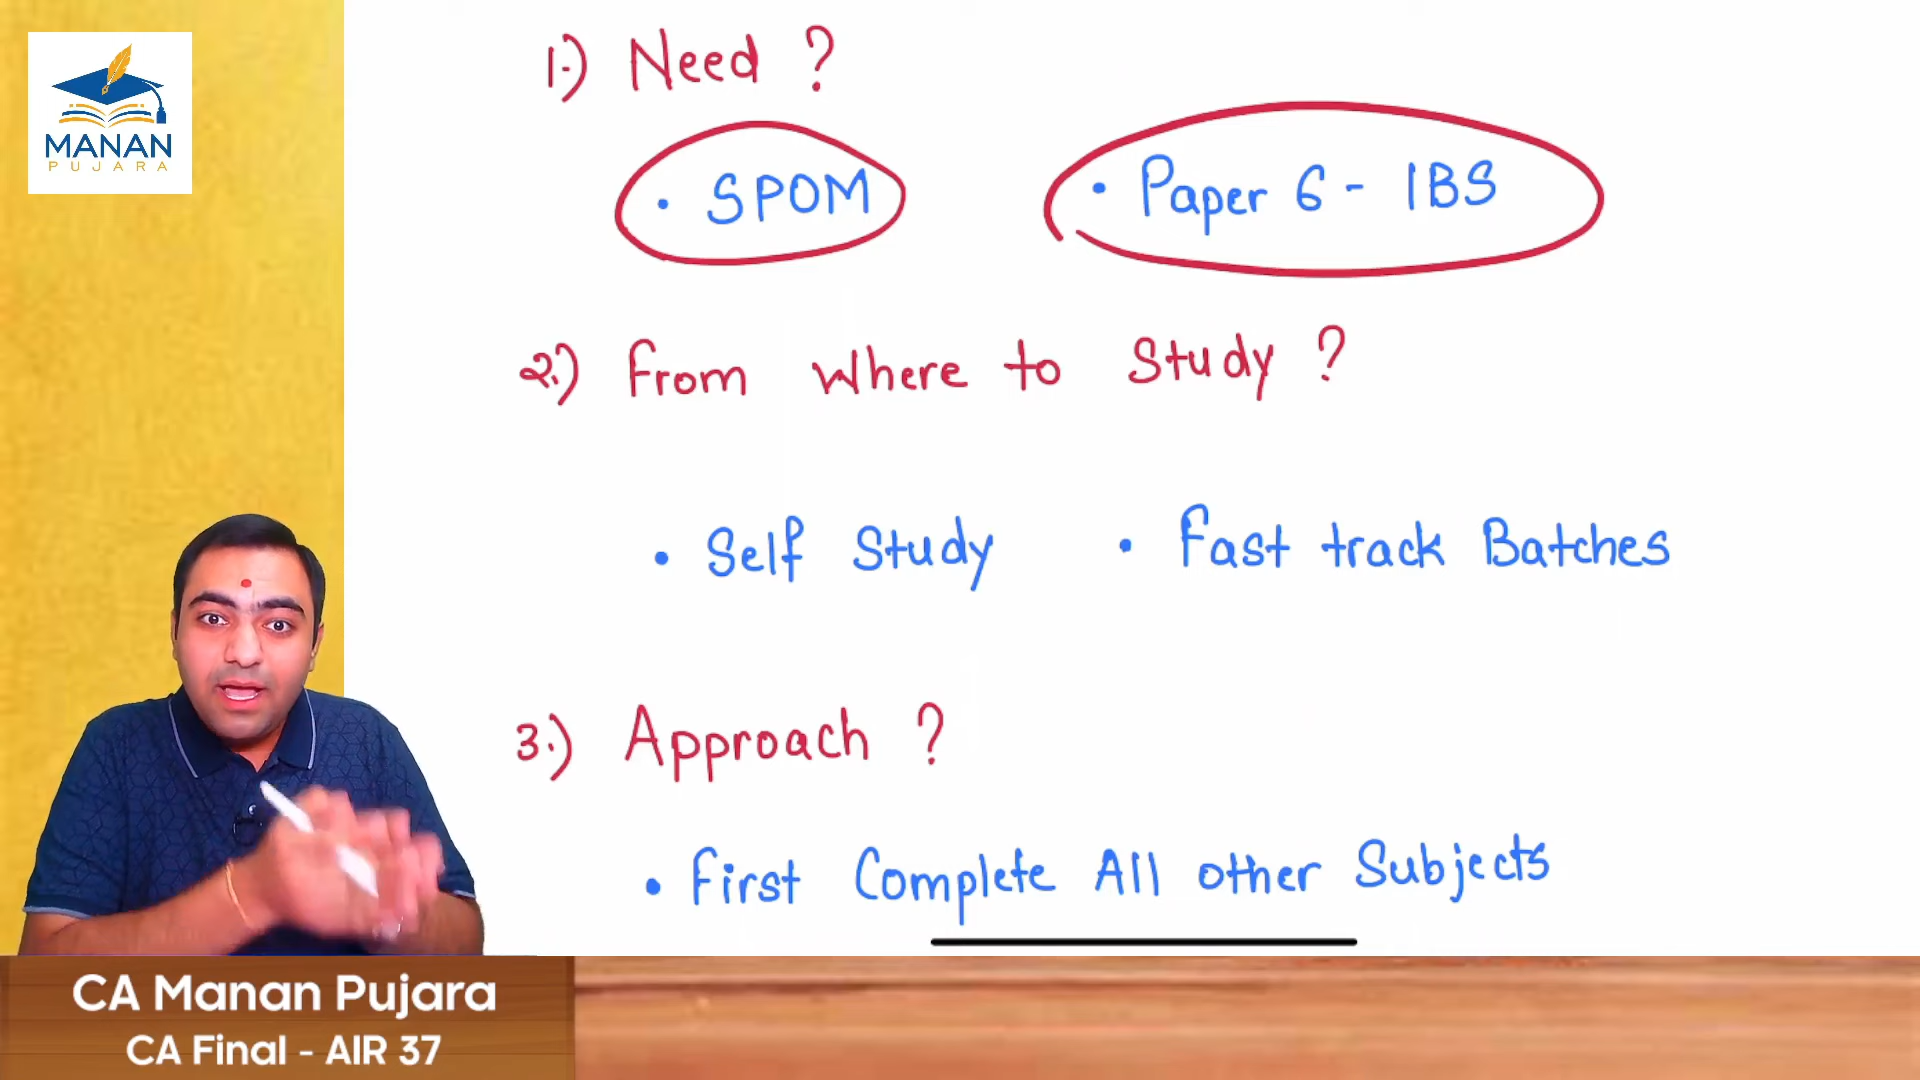 MANAN
PUJARA
1.) Need ?
• SPOM • Paper 6 - IBS
2.) From where to Study ?
• Self Study • Fast track Batches
3.) Approach ?
• First Complete All other Subjects
CA Manan Pujara
CA Final - AIR 37